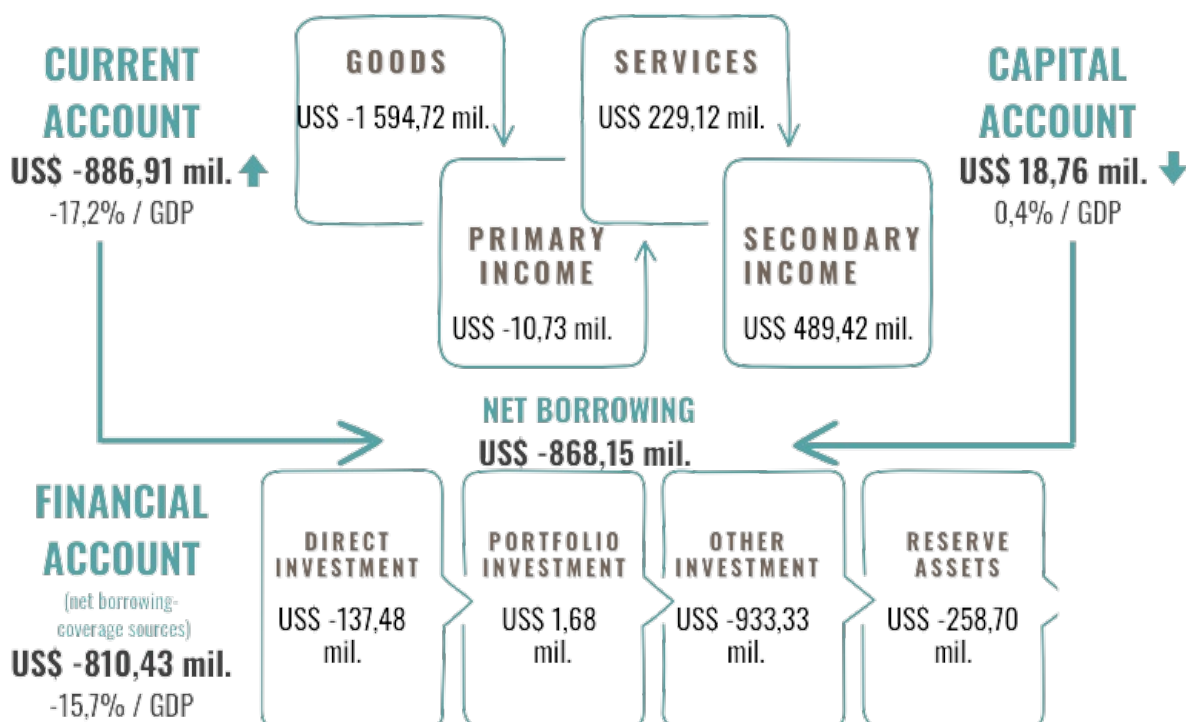 CURRENT
ACCOUNT
US$ -886,91 mil.
-17,2% / GDP
GOODS
US$ -1 594,72 mil.
SERVICES
US$ 229,12 mil.
CAPITAL
ACCOUNT
US$ 18,76 mil.
0,4% / GDP
PRIMARY
INCOME
US$ -10,73 mil.
SECONDARY
INCOME
US$ 489,42 mil.
NET BORROWING
US$ -868,15 mil.
FINANCIAL
ACCOUNT
(net borrowing-
coverage sources)
US$ -810,43 mil.
-15,7% / GDP
DIRECT
INVESTMENT
US$ -137,48
mil.
PORTFOLIO
INVESTMENT
US$ 1,68
mil.
OTHER
INVESTMENT
US$ -933,33
mil.
RESERVE
ASSETS
US$ -258,70
mil.